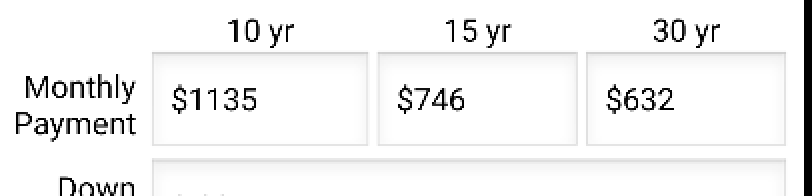 10 yr 15 yr 30 yr
Monthly Payment $1135 $746 $632
Down